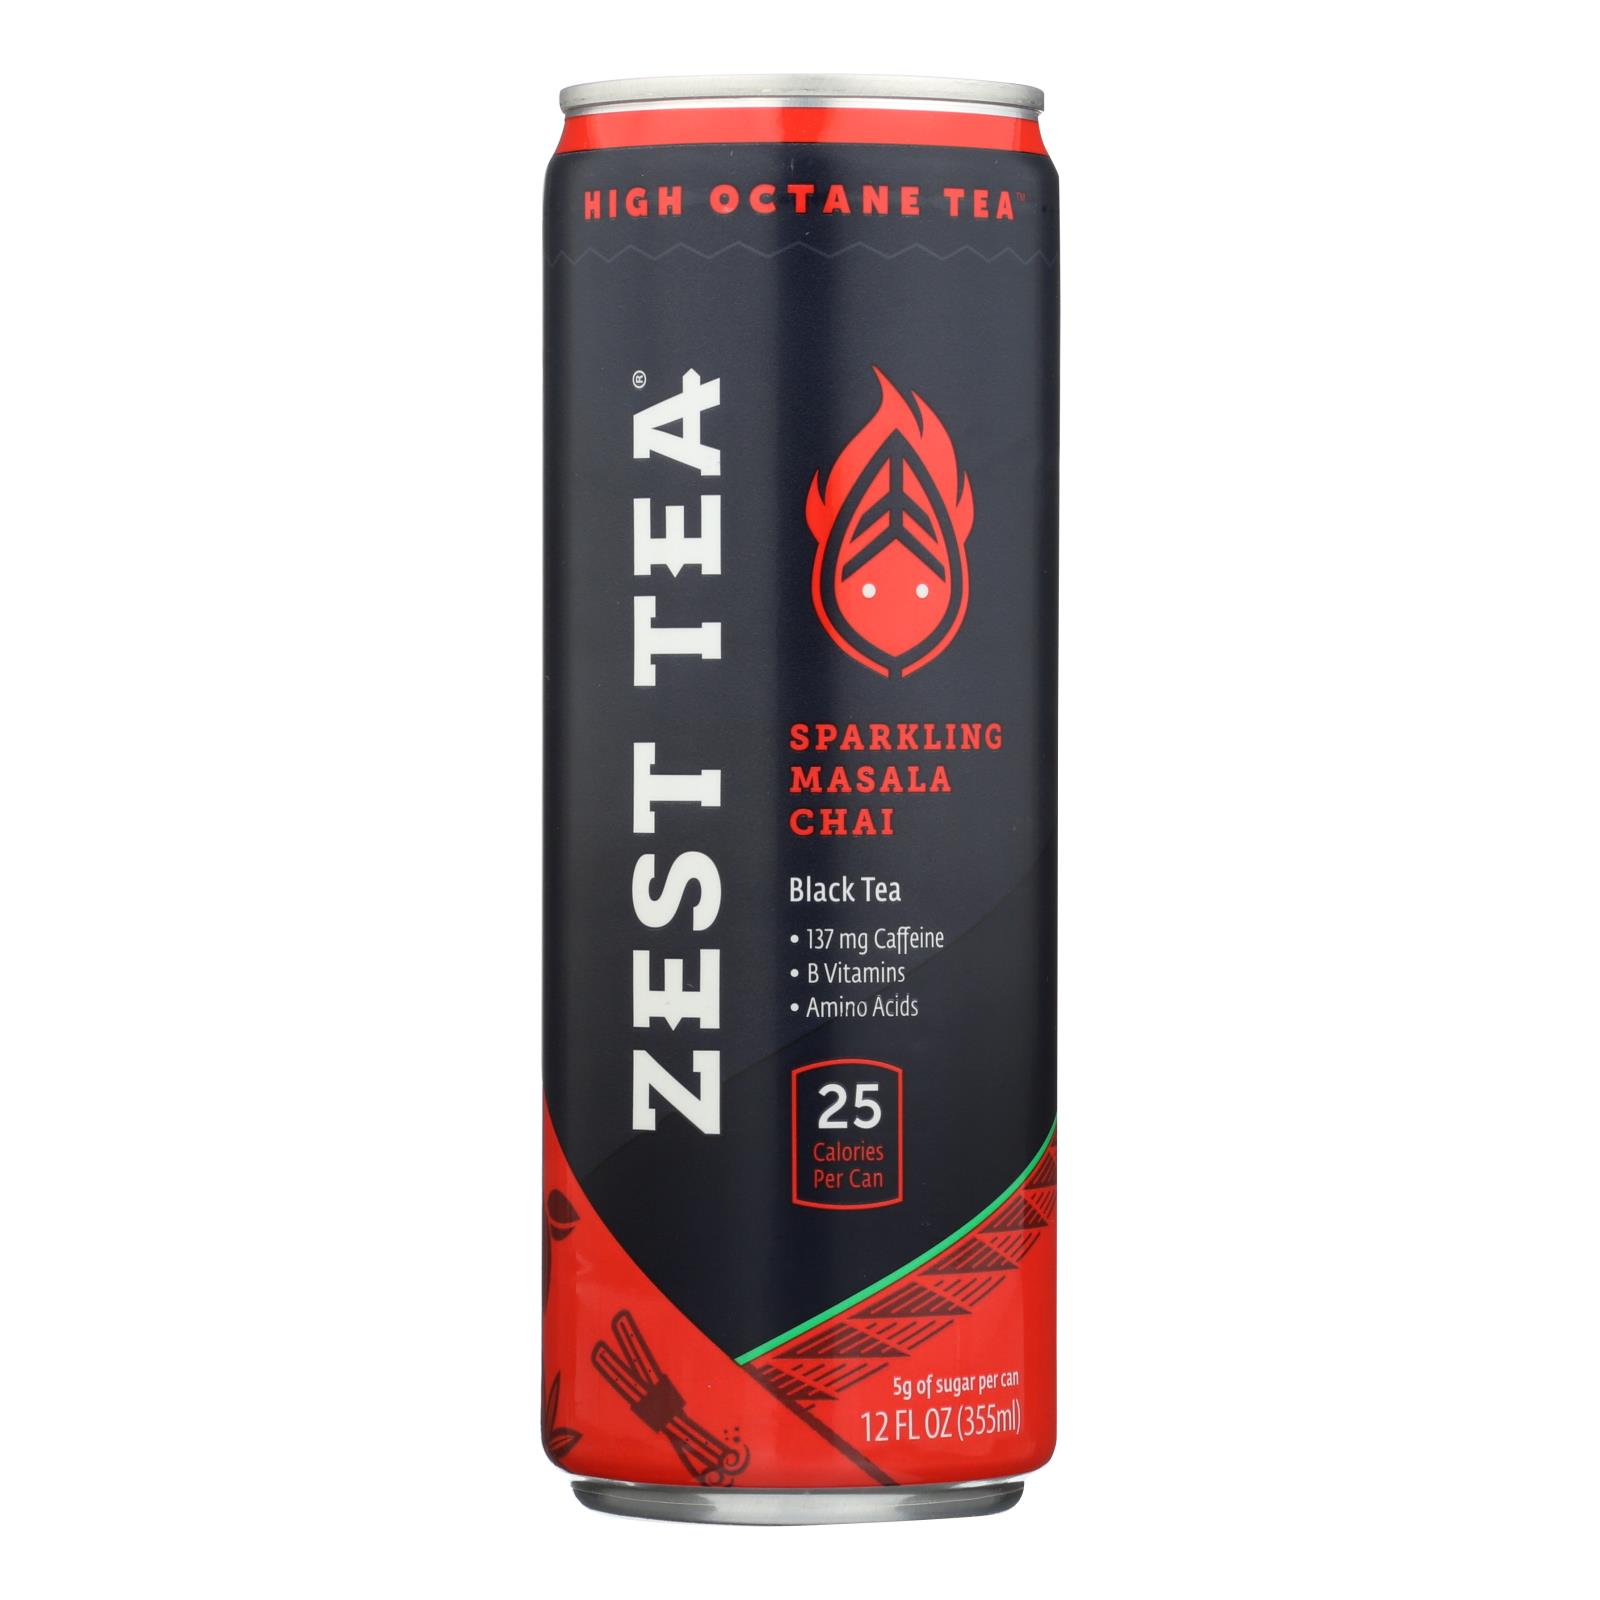 HIGH OCTANE TEA™
ZEST TEA®
SPARKLING
MASALA
CHAI
Black Tea
• 137 mg Caffeine
• B Vitamins
• Amino Acids
25
Calories
Per Can
5g of sugar per can
12 FL OZ (355ml)